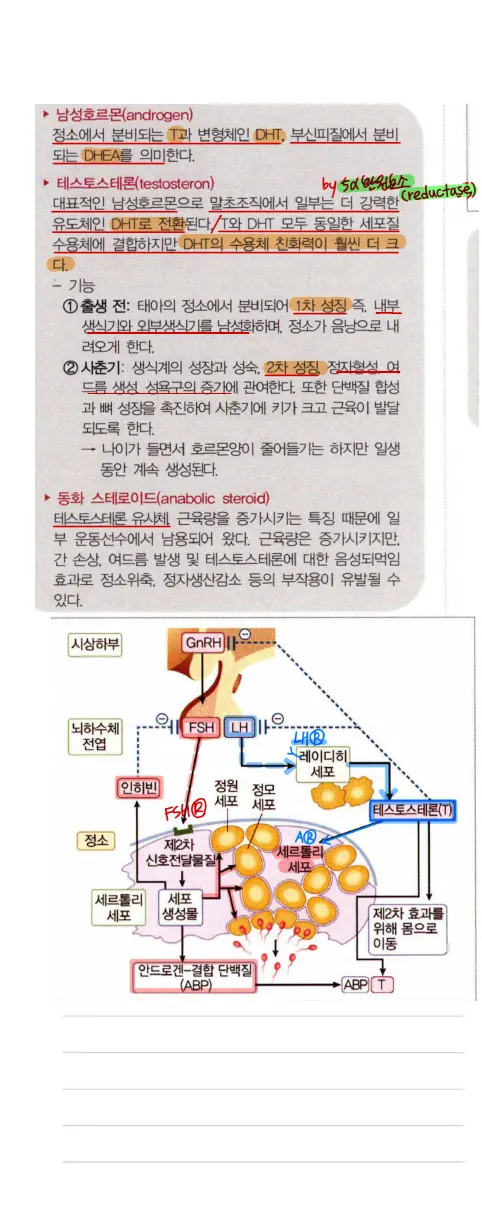 ▶ 남성호르몬(androgen)
정소에서 분비되는 T과 변형체인 DHT, 부신피질에서 분비
되는 DHEA를 의미한다.
by 5α환원효소
(reductase)
▶ 테스토스테론(testosteron)
대표적인 남성호르몬으로 말초조직에서 일부는 더 강력한
유도체인 DHT로 전환된다. T와 DHT 모두 동일한 세포질
수용체에 결합하지만 DHT의 수용체 친화력이 훨씬 더 크
다.
- 기능
① 출생 전: 태아의 정소에서 분비되어 1차 성징 즉, 내부
생식기와 외부생식기를 남성화하며, 정소가 음낭으로 내
려오게 한다.
② 사춘기: 생식계의 성장과 성숙, 2차 성징, 정자형성, 여
드름 생성, 성욕구의 증가에 관여한다. 또한 단백질 합성
과 뼈 성장을 촉진하여 사춘기에 키가 크고 근육이 발달
되도록 한다.
→ 나이가 들면서 호르몬양이 줄어들기는 하지만 일생
동안 계속 생성된다.
▶ 동화 스테로이드(anabolic steroid)
테스토스테론 유사체. 근육량을 증가시키는 특징 때문에 일
부 운동선수에서 남용되어 왔다. 근육량은 증가시키지만,
간 손상, 여드름 발생 및 테스토스테론에 대한 음성되먹임
효과로 정소위축, 정자생산감소 등의 부작용이 유발될 수
있다.
시상하부
GnRH
뇌하수체
전엽
FSH
LH
LHⓇ
레이디히
세포
인히빈
FSHⓇ
정원
세포
정모
세포
테스토스테론(T)
정소
제2차
신호전달물질
AⓇ
세르톨리
세포
세르톨리
세포
세포
생성물
제2차 효과를
위해 몸으로
이동
안드로겐-결합 단백질
(ABP)
ABP
T